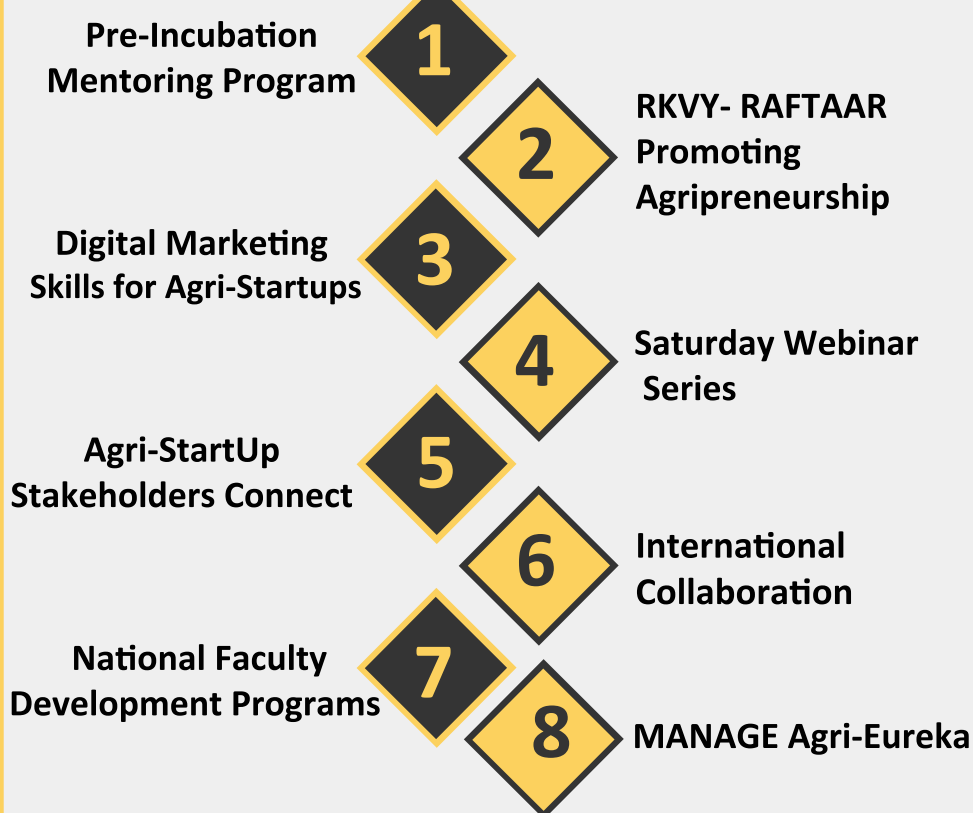 1
Pre-Incubation
Mentoring Program
2
RKVY- RAFTAAR
Promoting
Agripreneurship
3
Digital Marketing
Skills for Agri-Startups
4
Saturday Webinar
Series
5
Agri-StartUp
Stakeholders Connect
6
International
Collaboration
7
National Faculty
Development Programs
8
MANAGE Agri-Eureka